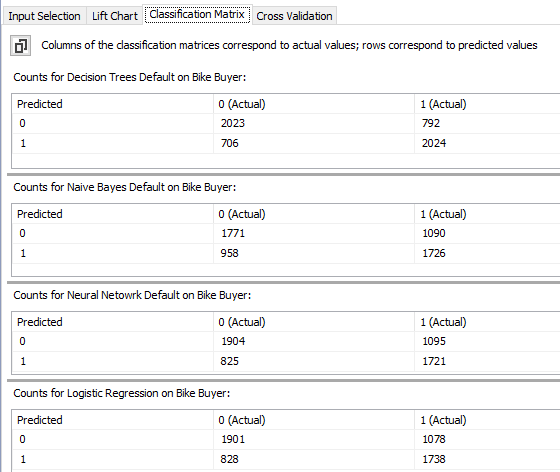 Input Selection Lift Chart Classification Matrix Cross Validation
Columns of the classification matrices correspond to actual values; rows correspond to predicted values
Counts for Decision Trees Default on Bike Buyer:
Predicted 0 (Actual) 1 (Actual)
0 2023 792
1 706 2024
Counts for Naive Bayes Default on Bike Buyer:
Predicted 0 (Actual) 1 (Actual)
0 1771 1090
1 958 1726
Counts for Neural Netowrk Default on Bike Buyer:
Predicted 0 (Actual) 1 (Actual)
0 1904 1095
1 825 1721
Counts for Logistic Regression on Bike Buyer:
Predicted 0 (Actual) 1 (Actual)
0 1901 1078
1 828 1738